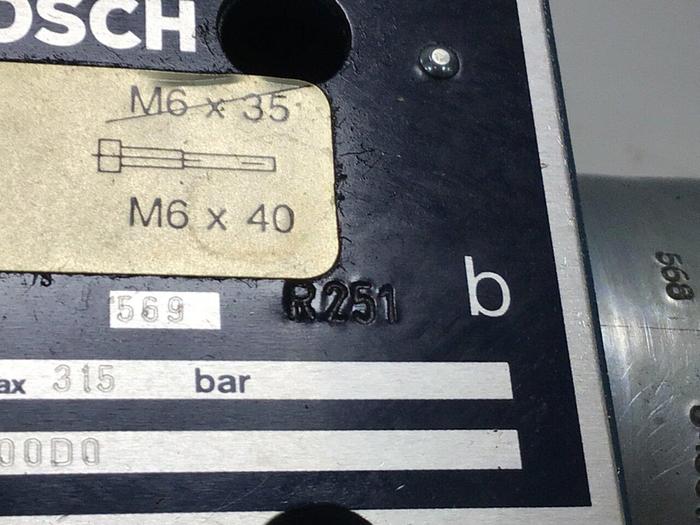 OSCH
M6 x 35
M6 x 40
569 R251 b
ax 315 bar
00D0
568